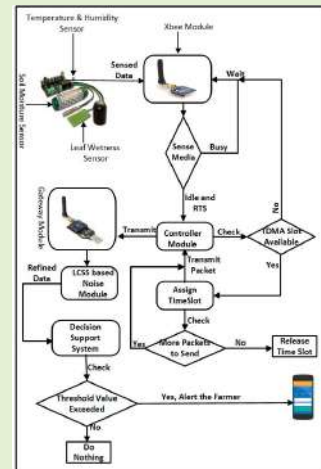 Temperature & Humidity
Sensor
Xbee Module
Sensed
Data
Wait
Soil Moisture Sensor
Leaf Wetness
Sensor
Sense
Media
Busy
No
Gateway Module
Idle and
RTS
Transmit
Controller
Module
Check
TDMA Slot
Available
Transmit
Packet
Yes
Refined
Data
LCSS based
Noise
Module
Assign
TimeSlot
Check
Decision
Support
System
Yes
More Packets
to Send
No
Release
Time Slot
Check
Threshold Value
Exceeded
Yes, Alert the Farmer
No
Do
Nothing